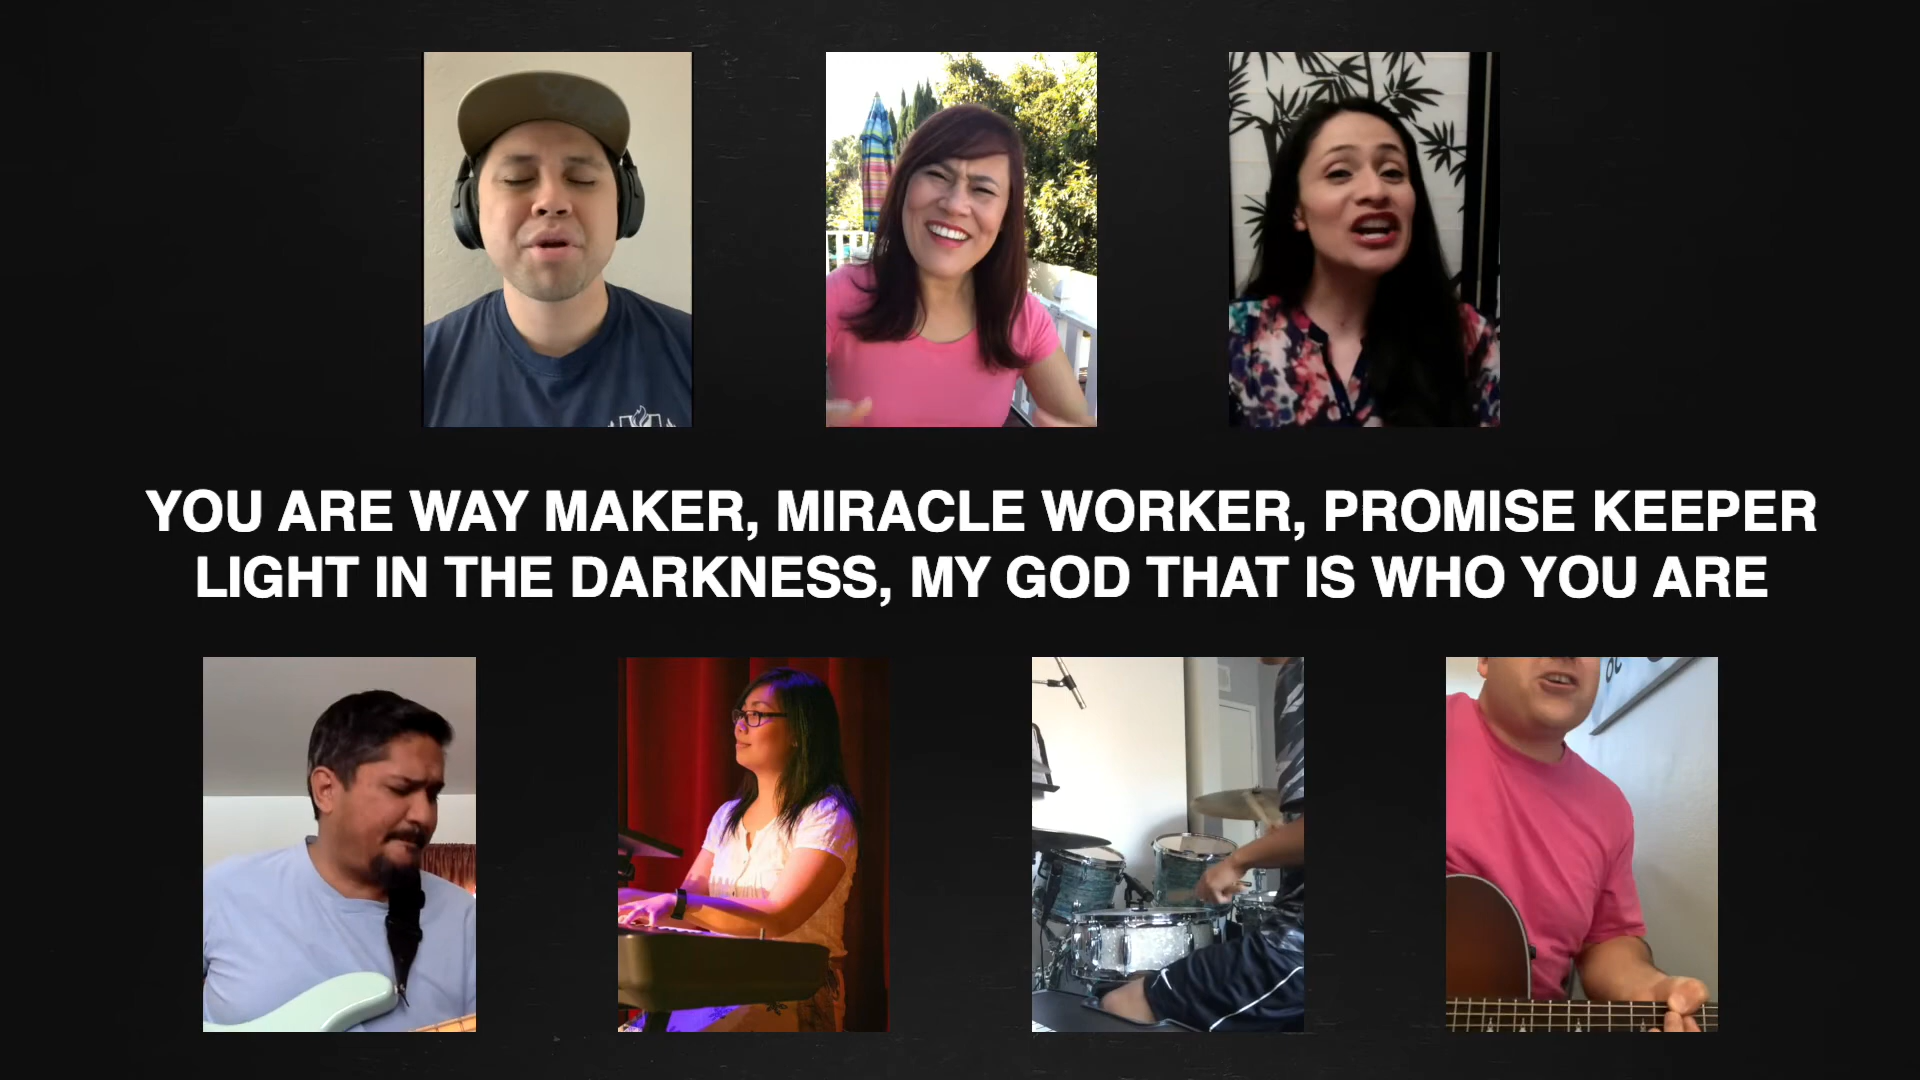 YOU ARE WAY MAKER, MIRACLE WORKER, PROMISE KEEPER
LIGHT IN THE DARKNESS, MY GOD THAT IS WHO YOU ARE